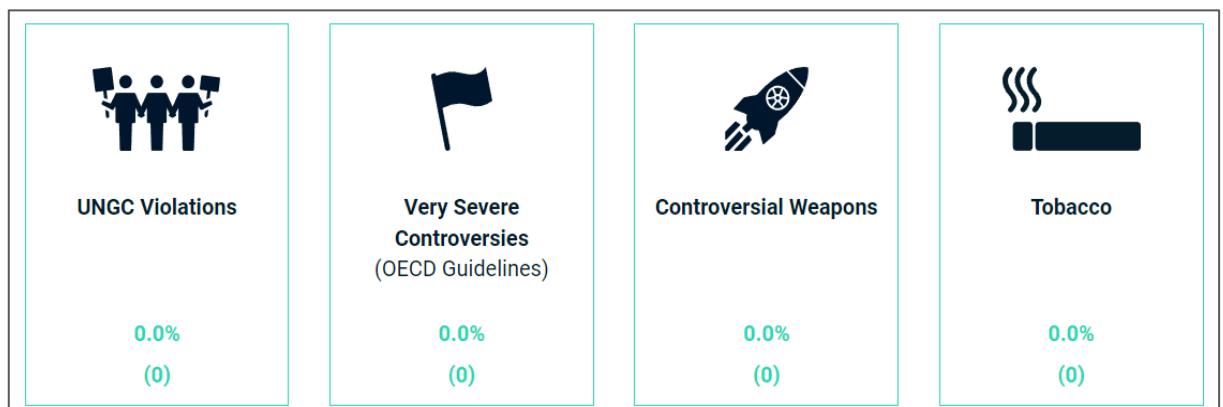 UNGC Violations
0.0%
(0)
Very Severe
Controversies
(OECD Guidelines)
0.0%
(0)
Controversial Weapons
0.0%
(0)
Tobacco
0.0%
(0)